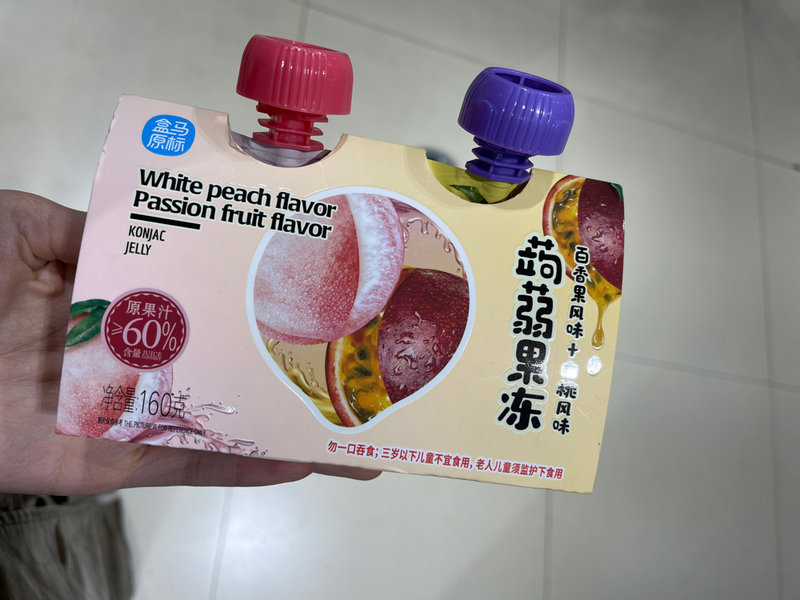 盒马
原标
White peach flavor
Passion fruit flavor
KONJAC
JELLY
原果汁
≥60%
含量
净含量:160克
THE PICTURE IS FOR REFERENCE ONLY
蒟蒻果冻
百香果风味+
桃风味
勿一口吞食;三岁以下儿童不宜食用,老人儿童须监护下食用